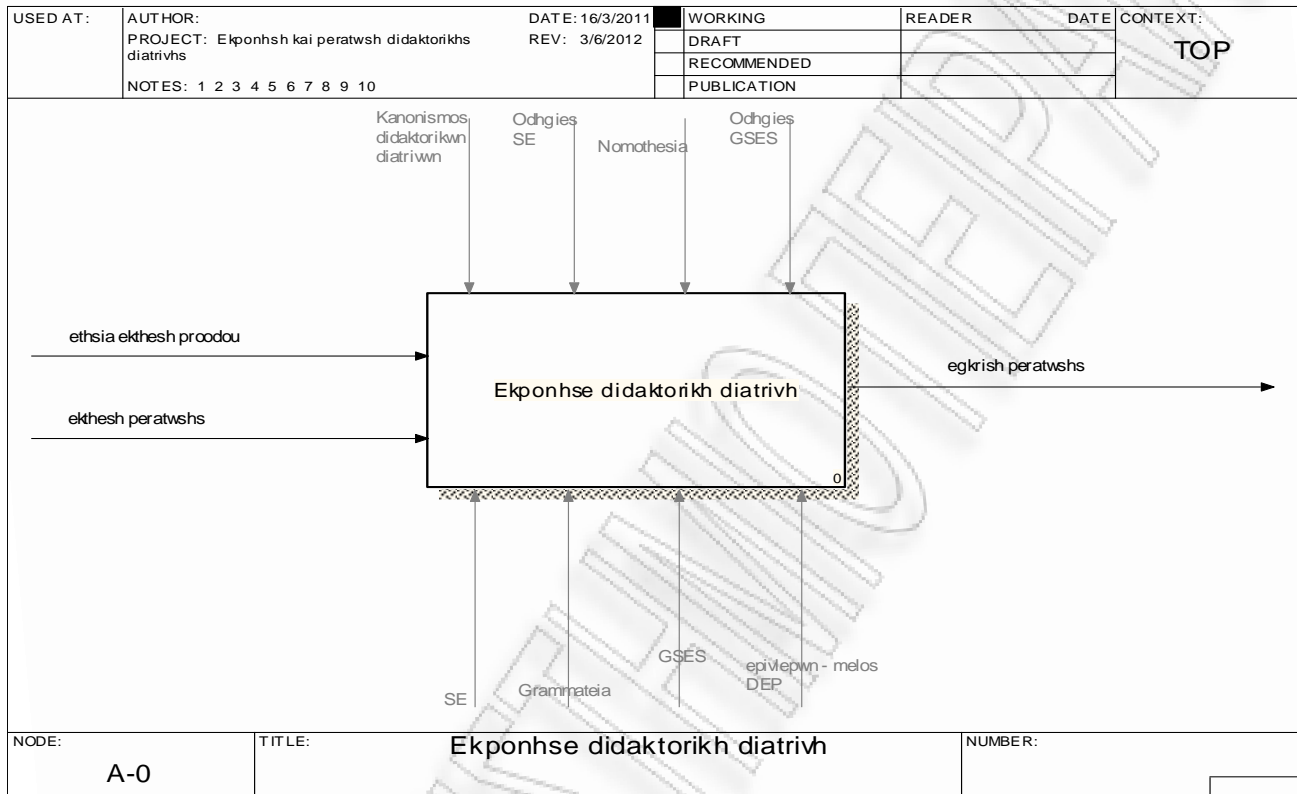 USED AT:
AUTHOR:
DATE: 16/3/2011
WORKING
READER
DATE
CONTEXT:
PROJECT: Ekponhsh kai peratwsh didaktorikhs
diatrivhs
REV: 3/6/2012
DRAFT
TOP
RECOMMENDED
NOTES: 1 2 3 4 5 6 7 8 9 10
PUBLICATION
Kanonismos
didaktorikwn
diatriwn
Odhgies
SE
Nomothesia
Odhgies
GSES
ethsia ekthesh proodou
ekthesh peratwshs
Ekponhse didaktorikh diatrivh
0
egkrish peratwshs
SE
Grammateia
GSES
epivlepwn - melos
DEP
NODE:
A-0
TITLE:
Ekponhse didaktorikh diatrivh
NUMBER: